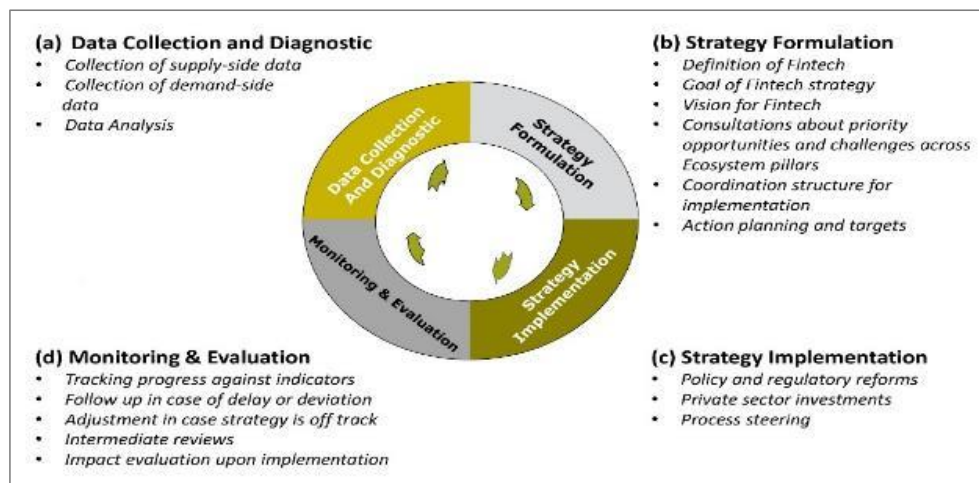 (a) Data Collection and Diagnostic
• Collection of supply-side data
• Collection of demand-side
data
• Data Analysis
(b) Strategy Formulation
• Definition of Fintech
• Goal of Fintech strategy
• Vision for Fintech
• Consultations about priority
opportunities and challenges across
Ecosystem pillars
• Coordination structure for
implementation
• Action planning and targets
Data Collection
And Diagnostic
Strategy
Formulation
Monitoring & Evaluation
Strategy
Implementation
(d) Monitoring & Evaluation
• Tracking progress against indicators
• Follow up in case of delay or deviation
• Adjustment in case strategy is off track
• Intermediate reviews
• Impact evaluation upon implementation
(c) Strategy Implementation
• Policy and regulatory reforms
• Private sector investments
• Process steering